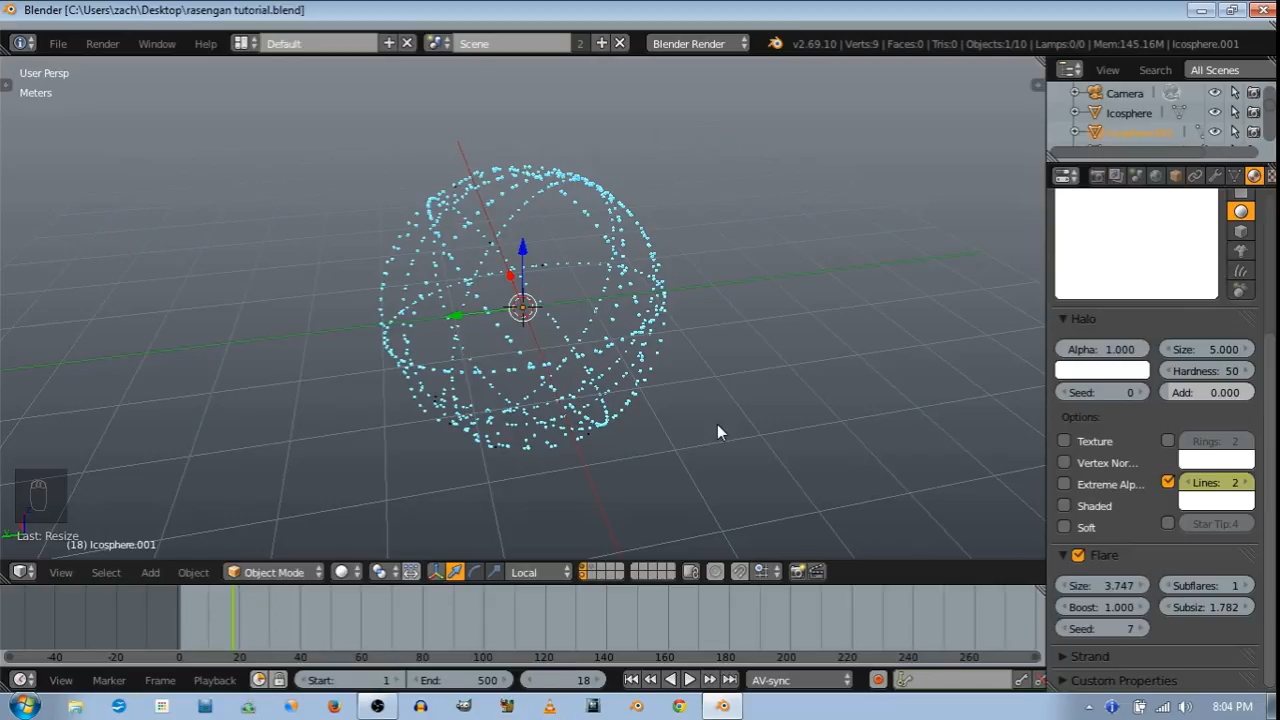 Blender [C:\Users\zach\Desktop\rasengan tutorial.blend]
File Render Window Help Default Scene 2 Blender Render v2.69.10 | Verts:9 | Faces:0 | Tris:0 | Objects:1/10 | Lamps:0/0 | Mem:145.16M | Icosphere.001
User Persp
Meters
View Search All Scenes
Camera
Icosphere
Halo
Alpha: 1.000 Size: 5.000
Hardness: 50
Seed: 0 Add: 0.000
Options:
Texture Rings: 2
Vertex Nor...
Extreme Alp... Lines: 2
Shaded
Soft Star Tip:4
Flare
Size: 3.747 Subflares: 1
Boost: 1.000 Subsiz: 1.782
Seed: 7
Strand
Custom Properties
Last: Resize
(18) Icosphere.001
View Select Add Object Object Mode Local
-40 -20 0 20 40 60 80 100 120 140 160 180 200 220 240 260
View Marker Frame Playback Start: 1 End: 500 18 AV-sync
8:04 PM